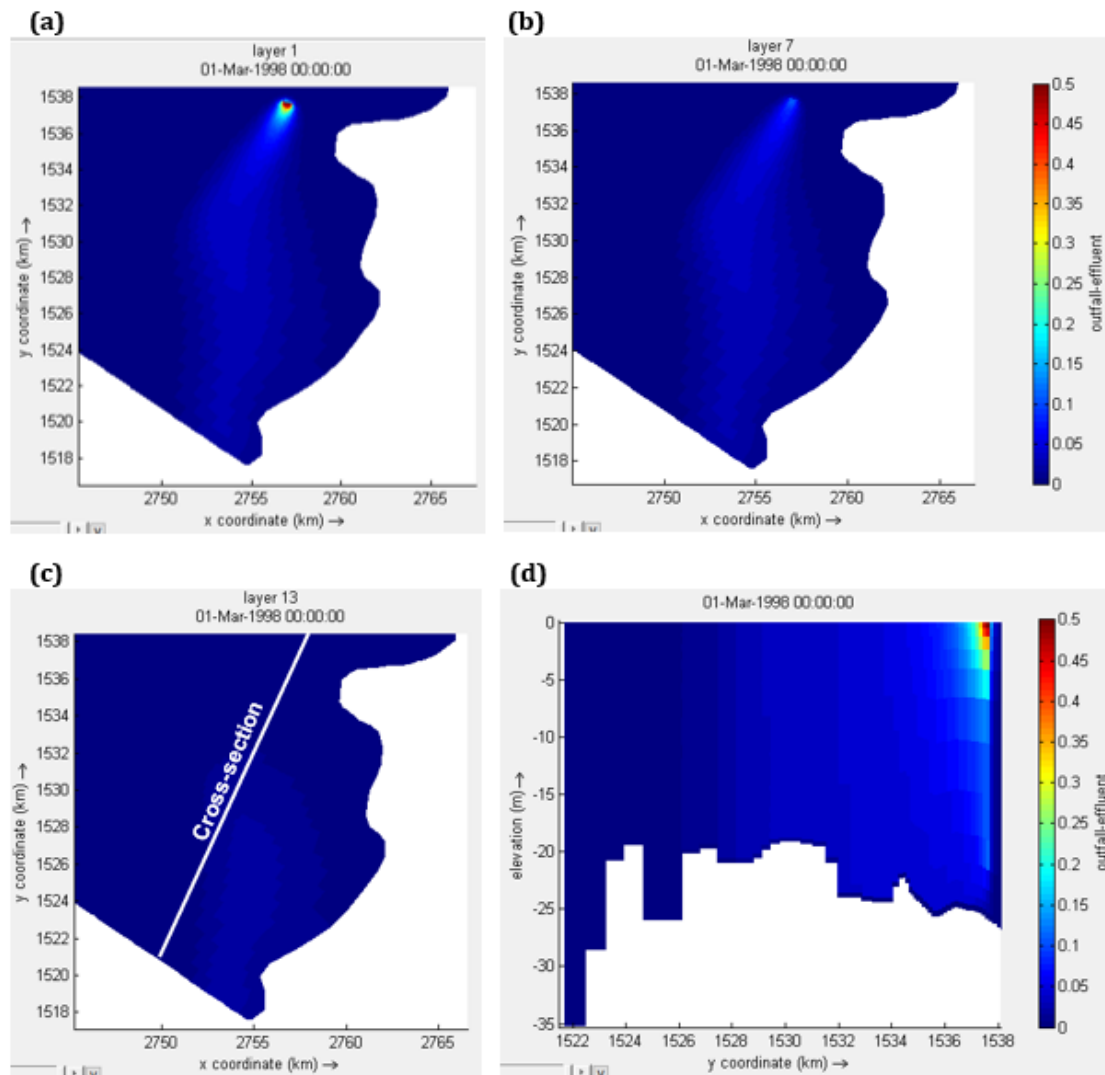 (a)
layer 1
01-Mar-1998 00:00:00
1538
1536
1534
1532
1530
1528
1526
1524
1522
1520
1518
y coordinate (km) →
2750 2755 2760 2765
x coordinate (km) →
(b)
layer 7
01-Mar-1998 00:00:00
1538
1536
1534
1532
1530
1528
1526
1524
1522
1520
1518
y coordinate (km) →
2750 2755 2760 2765
x coordinate (km) →
0.5
0.45
0.4
0.35
0.3
0.25
0.2
0.15
0.1
0.05
0
outfall-effluent
(c)
layer 13
01-Mar-1998 00:00:00
1538
1536
1534
1532
1530
1528
1526
1524
1522
1520
1518
y coordinate (km) →
Cross-section
2750 2755 2760 2765
x coordinate (km) →
(d)
01-Mar-1998 00:00:00
0
-5
-10
-15
-20
-25
-30
-35
elevation (m) →
1522 1524 1526 1528 1530 1532 1534 1536 1538
y coordinate (km) →
0.5
0.45
0.4
0.35
0.3
0.25
0.2
0.15
0.1
0.05
0
outfall-effluent